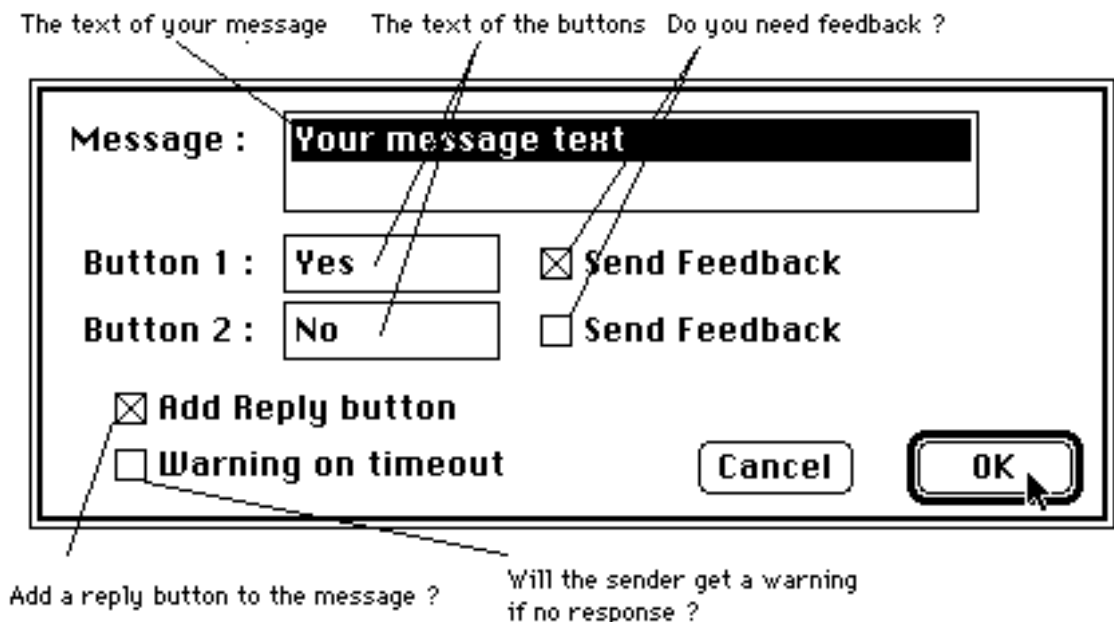 The text of your message The text of the buttons Do you need feedback ?
Message : Your message text
Button 1 : Yes Send Feedback
Button 2 : No Send Feedback
Add Reply button
Warning on timeout Cancel OK
Add a reply button to the message ? Will the sender get a warning
if no response ?